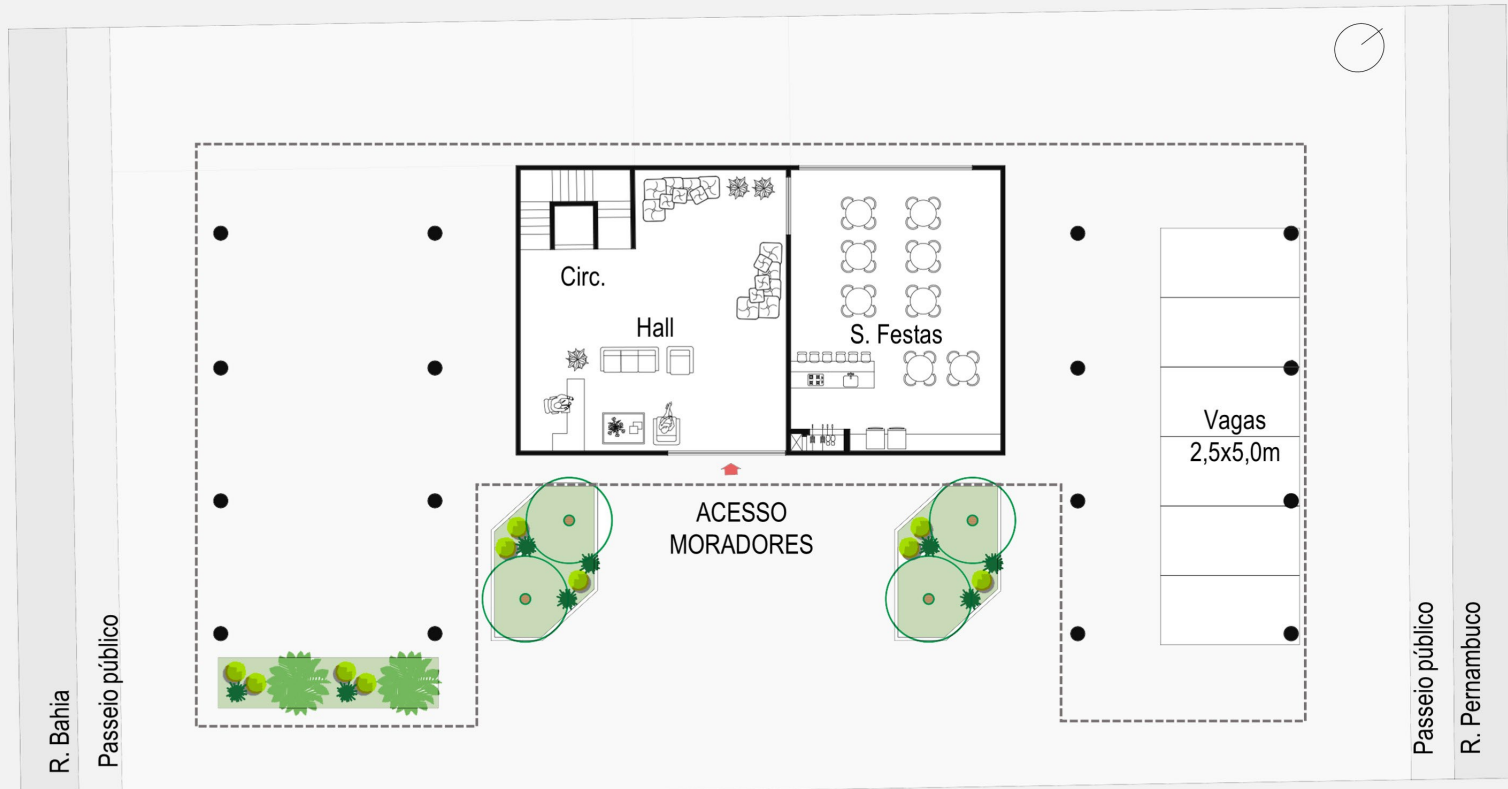 R. Bahia
Passeio público
Circ.
Hall
S. Festas
ACESSO
MORADORES
Vagas
2,5x5,0m
Passeio público
R. Pernambuco